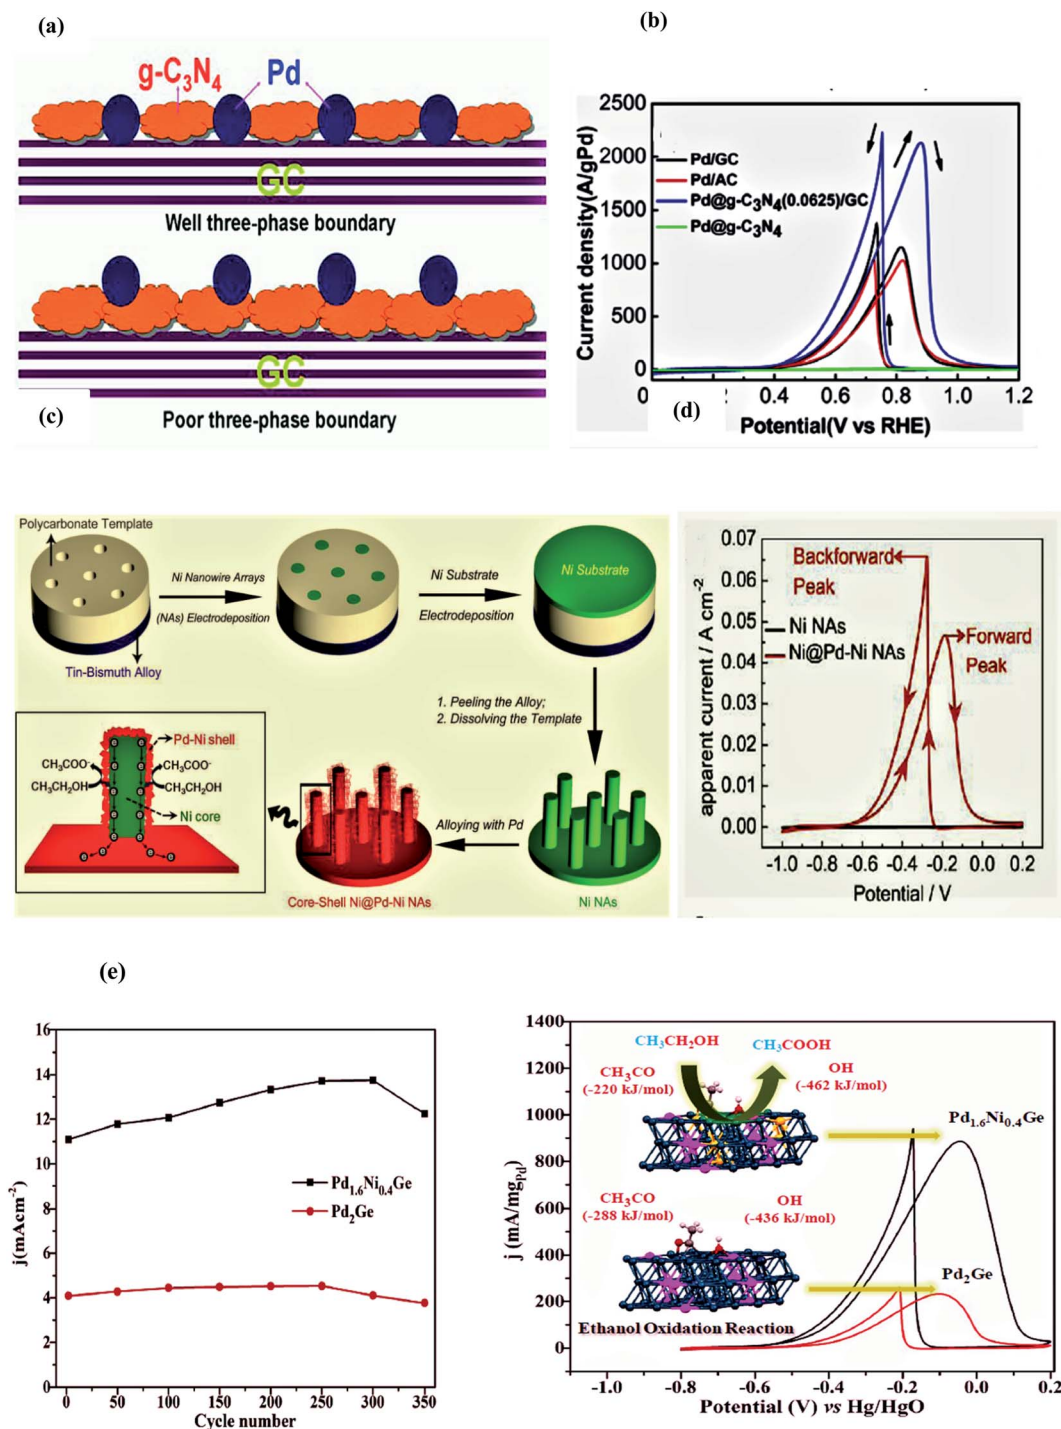 (a)
g-C₃N₄ Pd
GC
Well three-phase boundary
GC
Poor three-phase boundary
(b)
Current density(A/gPd)
2500
2000
1500
1000
500
0
Pd/GC
Pd/AC
Pd@g-C₃N₄(0.0625)/GC
Pd@g-C₃N₄
0 0.2 0.4 0.6 0.8 1.0 1.2
Potential(V vs RHE)
(c)
Polycarbonate Template
Tin-Bismuth Alloy
Ni Nanowire Arrays
(NAs) Electrodeposition
Ni Substrate
Electrodeposition
Ni Substrate
1. Peeling the Alloy;
2. Dissolving the Template
Ni NAs
Alloying with Pd
Core-Shell Ni@Pd-Ni NAs
Pd-Ni shell
CH₃COO⁻
CH₃CH₂OH
CH₃COO⁻
CH₃CH₂OH
Ni core
e e e e e e e e e e e e
(d)
apparent current / A cm⁻²
0.07
0.06
0.05
0.04
0.03
0.02
0.01
0.00
Backforward
Peak
Ni NAs
Ni@Pd-Ni NAs
Forward
Peak
-1.0 -0.8 -0.6 -0.4 -0.2 0.0 0.2
Potential / V
(e)
j(mAcm⁻²)
16
14
12
10
8
6
4
2
0
Pd₁.₆Ni₀.₄Ge
Pd₂Ge
0 50 100 150 200 250 300 350
Cycle number
j (mA/mg_Pd)
1400
1200
1000
800
600
400
200
0
CH₃CH₂OH CH₃COOH
CH₃CO
(-220 kJ/mol)
OH
(-462 kJ/mol)
Pd₁.₆Ni₀.₄Ge
CH₃CO
(-288 kJ/mol)
OH
(-436 kJ/mol)
Pd₂Ge
Ethanol Oxidation Reaction
-1.0 -0.8 -0.6 -0.4 -0.2 0.0 0.2
Potential (V) vs Hg/HgO